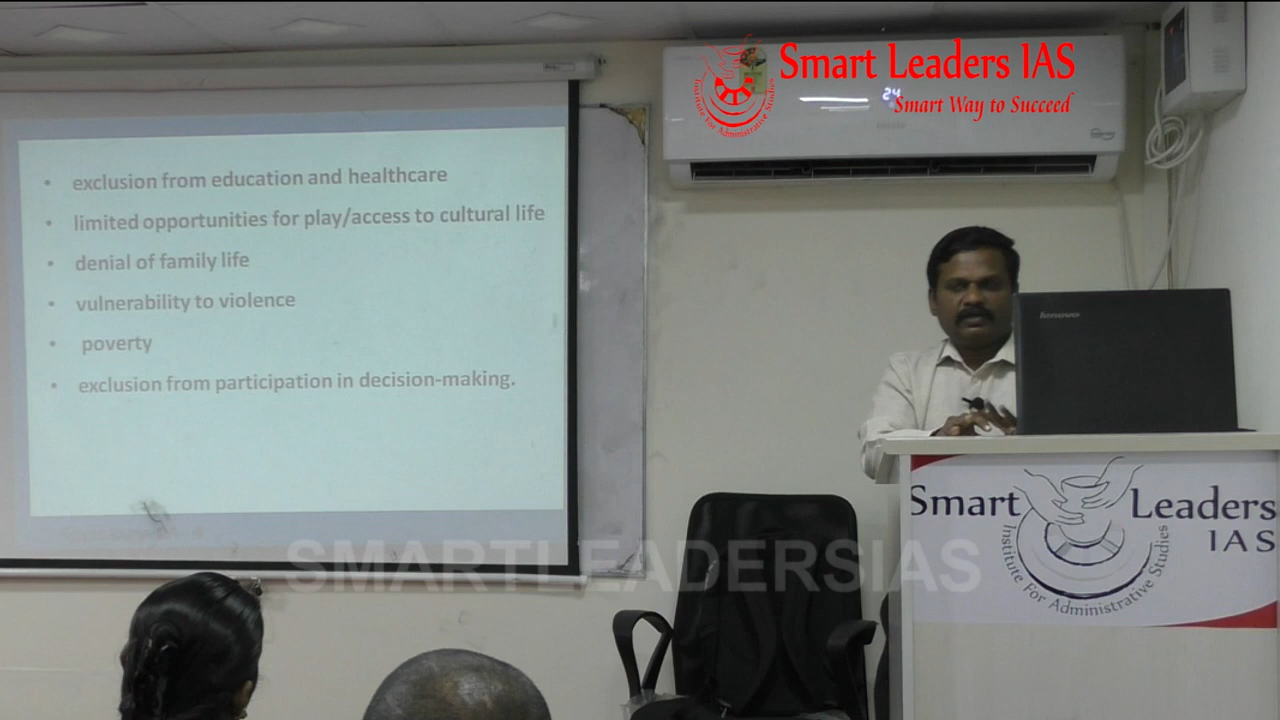 Smart Leaders IAS
Smart Way to Succeed
Institute For Administrative Studies
24
• exclusion from education and healthcare
• limited opportunities for play/access to cultural life
• denial of family life
• vulnerability to violence
• poverty
• exclusion from participation in decision-making.
lenovo
Smart Leaders
IAS
Institute For Administrative Studies
SMARTLEADERSIAS